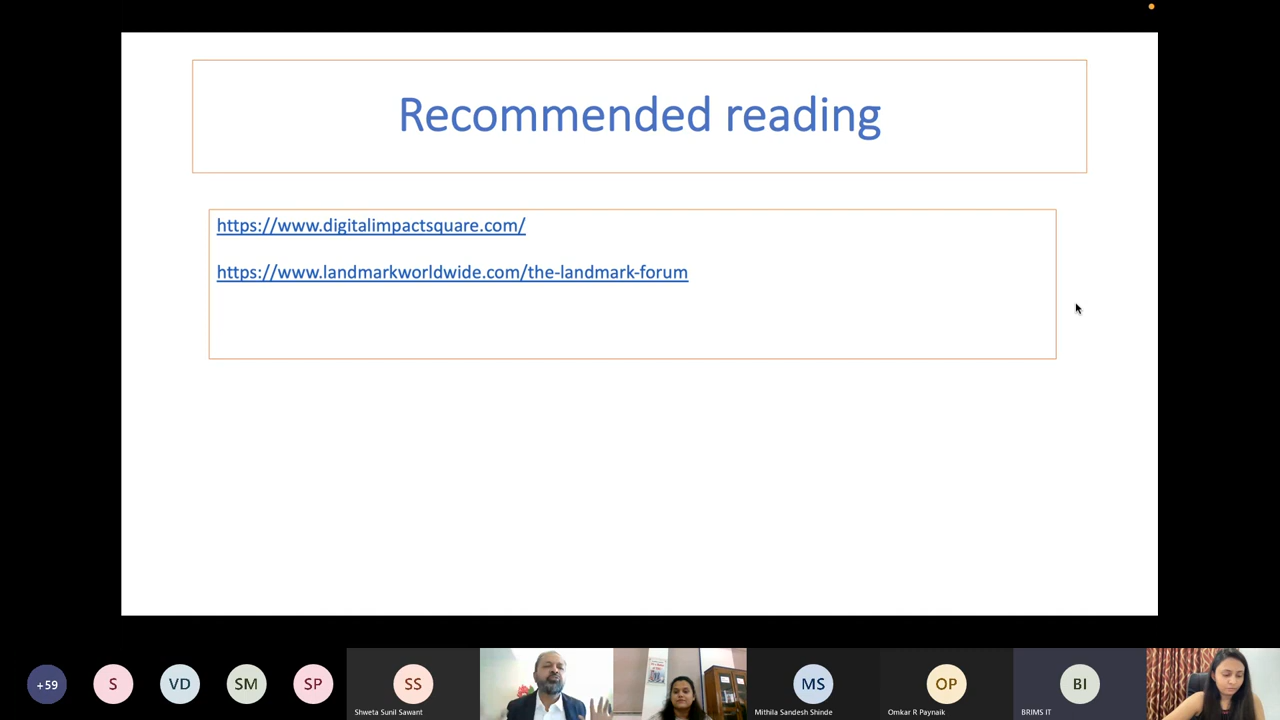 Recommended reading
https://www.digitalimpactsquare.com/
https://www.landmarkworldwide.com/the-landmark-forum
+59
S
VD
SM
SP
SS
MS
OP
BI
Shweta Sunil Sawant
Mithila Sandesh Shinde
Omkar R Paynaik
BRIMS IT